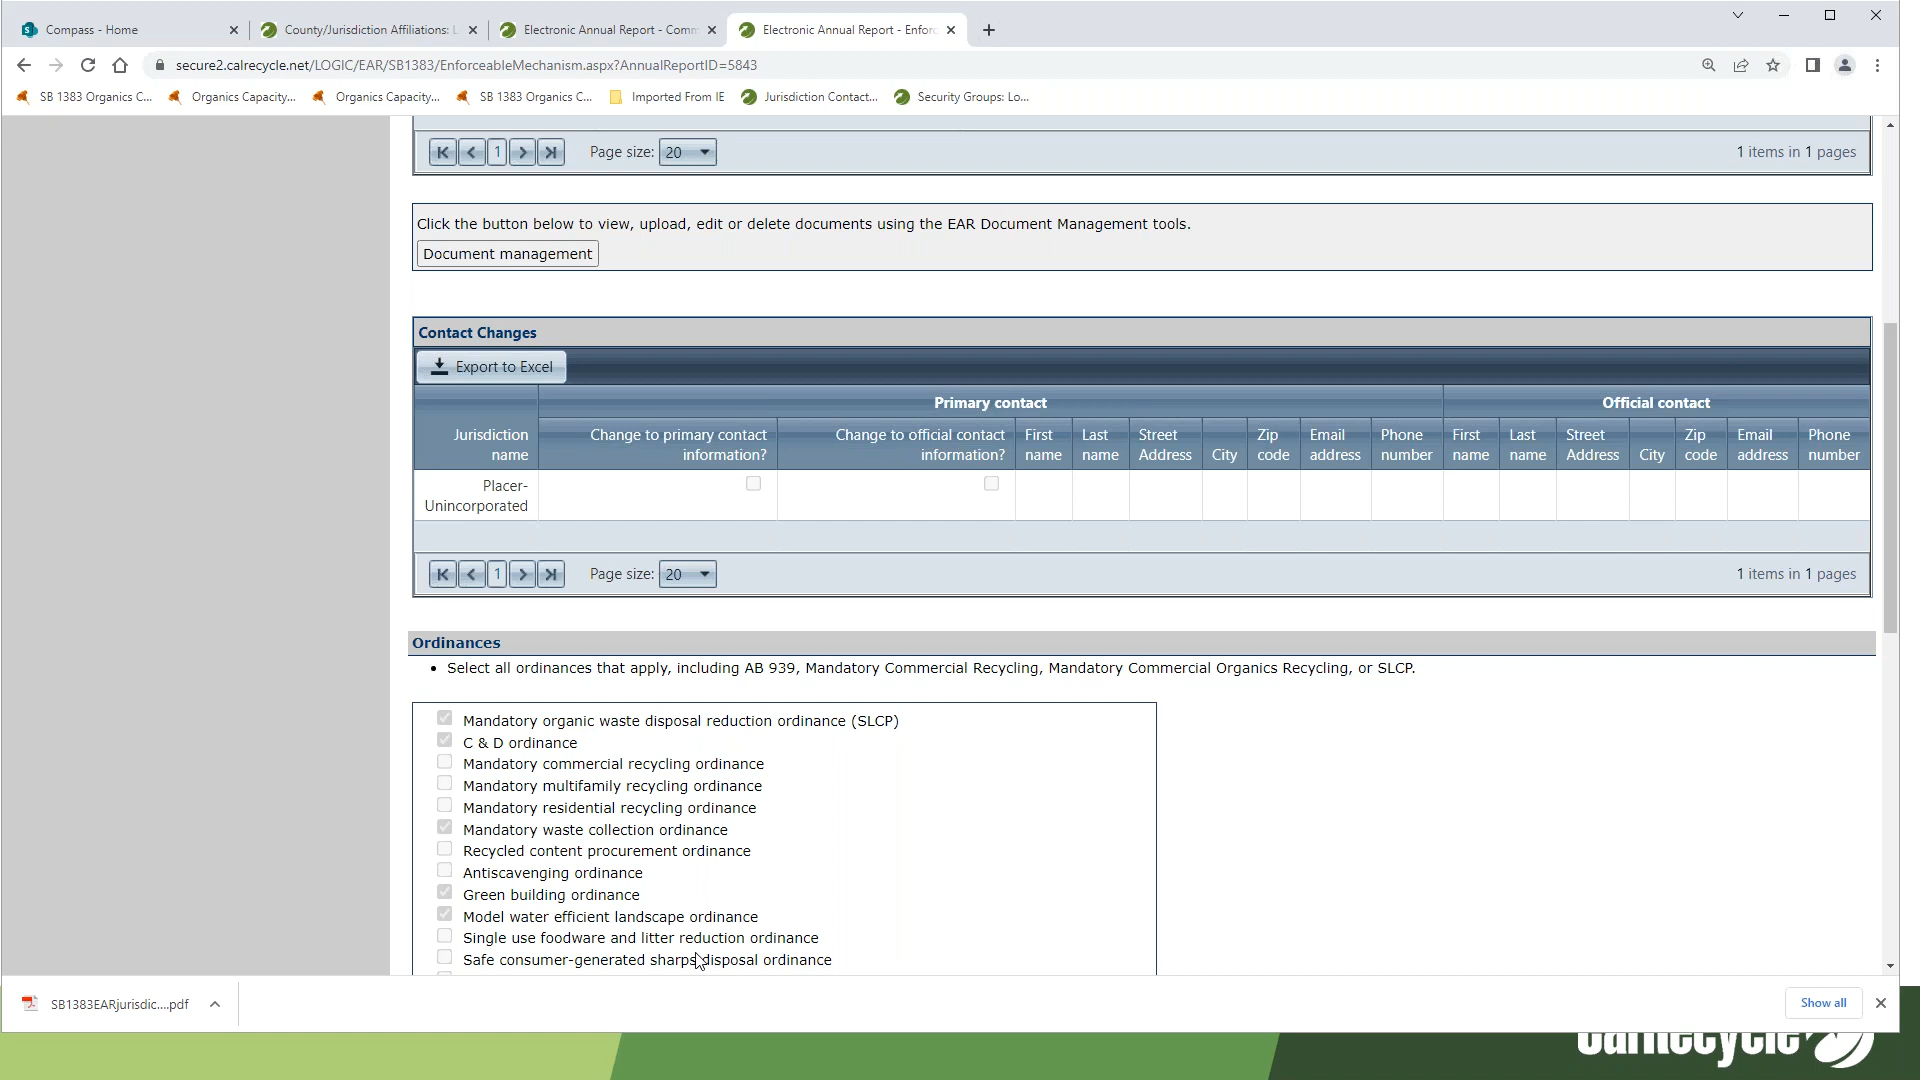 Compass - Home
County/Jurisdiction Affiliations: L
Electronic Annual Report - Comm
Electronic Annual Report - Enforc
secure2.calrecycle.net/LOGIC/EAR/SB1383/EnforceableMechanism.aspx?AnnualReportID=5843
SB 1383 Organics C...
Organics Capacity...
Organics Capacity...
SB 1383 Organics C...
Imported From IE
Jurisdiction Contact...
Security Groups: Lo...
1 Page size: 20 1 items in 1 pages
Click the button below to view, upload, edit or delete documents using the EAR Document Management tools.
Document management
Contact Changes
Export to Excel
Primary contact Official contact
Jurisdiction name
Change to primary contact information?
Change to official contact information?
First name
Last name
Street Address
City
Zip code
Email address
Phone number
First name
Last name
Street Address
City
Zip code
Email address
Phone number
Placer-
Unincorporated
1 Page size: 20 1 items in 1 pages
Ordinances
• Select all ordinances that apply, including AB 939, Mandatory Commercial Recycling, Mandatory Commercial Organics Recycling, or SLCP.
Mandatory organic waste disposal reduction ordinance (SLCP)
C & D ordinance
Mandatory commercial recycling ordinance
Mandatory multifamily recycling ordinance
Mandatory residential recycling ordinance
Mandatory waste collection ordinance
Recycled content procurement ordinance
Antiscavenging ordinance
Green building ordinance
Model water efficient landscape ordinance
Single use foodware and litter reduction ordinance
Safe consumer-generated sharps disposal ordinance
SB1383EARjurisdic....pdf
Show all
CalRecycle